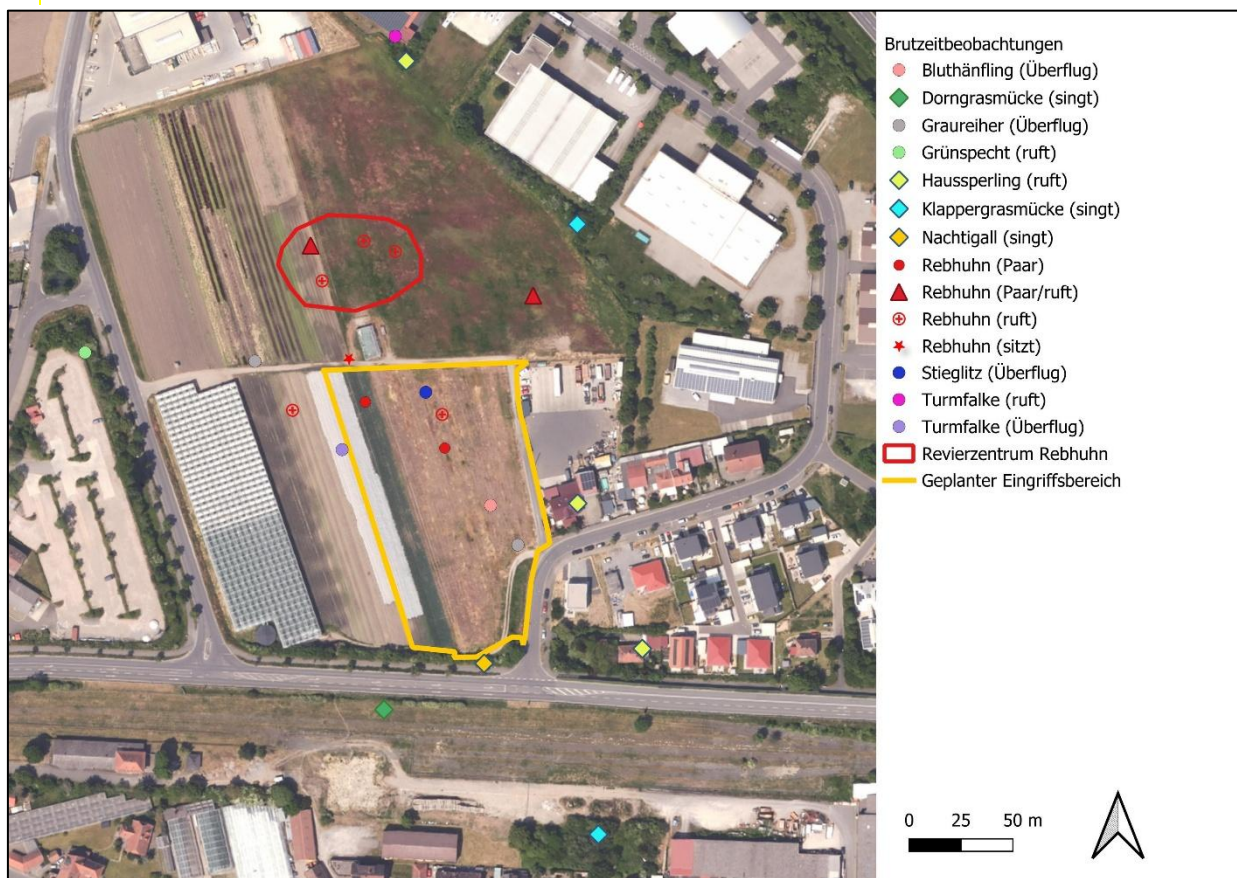 Brutzeitbeobachtungen
Bluthänfling (Überflug)
Dorngrasmücke (singt)
Graureiher (Überflug)
Grünspecht (ruft)
Haussperling (ruft)
Klappergrasmücke (singt)
Nachtigall (singt)
Rebhuhn (Paar)
Rebhuhn (Paar/ruft)
Rebhuhn (ruft)
Rebhuhn (sitzt)
Stieglitz (Überflug)
Turmfalke (ruft)
Turmfalke (Überflug)
Revierzentrum Rebhuhn
Geplanter Eingriffsbereich
0 25 50 m